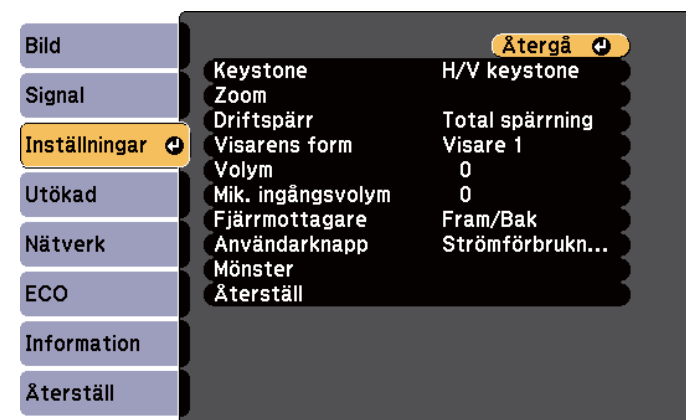 Bild
Signal
Inställningar
Utökad
Nätverk
ECO
Information
Återställ
Återgå
Keystone H/V keystone
Zoom
Driftspärr Total spärrning
Visarens form Visare 1
Volym 0
Mik. ingångsvolym 0
Fjärrmottagare Fram/Bak
Användarknapp Strömförbrukn...
Mönster
Återställ